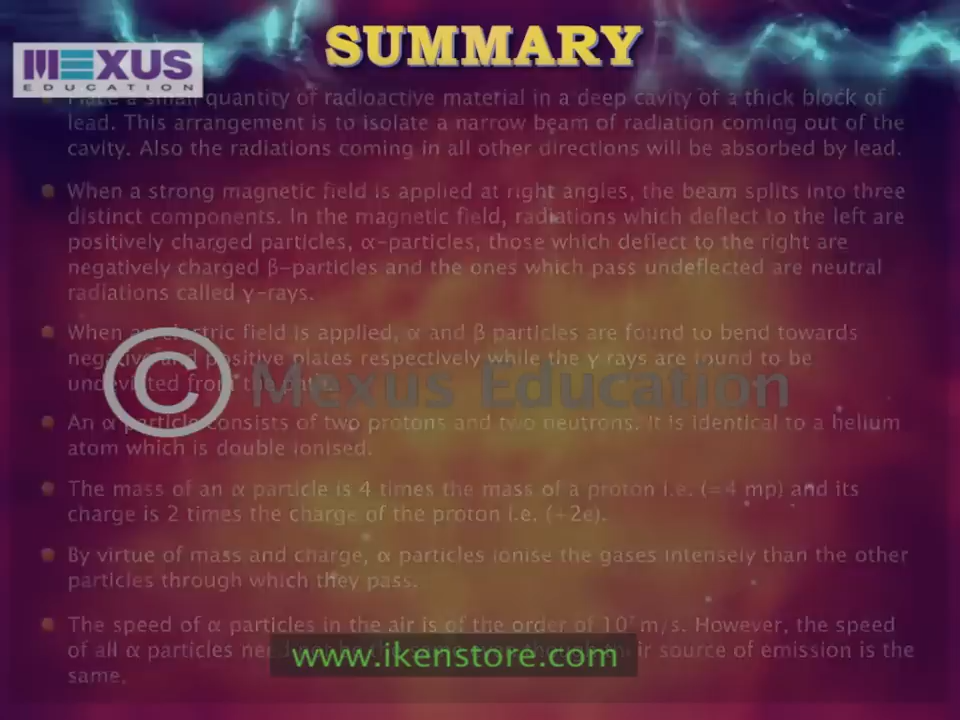 SUMMARY
MEXUS
EDUCATION
Place a small quantity of radioactive material in a deep cavity of a thick block of
lead. This arrangement is to isolate a narrow beam of radiation coming out of the
cavity. Also the radiations coming in all other directions will be absorbed by lead.
When a strong magnetic field is applied at right angles, the beam splits into three
distinct components. In the magnetic field, radiations which deflect to the left are
positively charged particles, α-particles, those which deflect to the right are
negatively charged β-particles and the ones which pass undeflected are neutral
radiations called γ-rays.
When an electric field is applied, α and β particles are found to bend towards
negative and positive plates respectively while the γ rays are found to be
undeviated from the path.
© Mexus Education
An α particle consists of two protons and two neutrons. It is identical to a helium
atom which is double ionised.
The mass of an α particle is 4 times the mass of a proton i.e. (=4 mp) and its
charge is 2 times the charge of the proton i.e. (+2e).
By virtue of mass and charge, α particles ionise the gases intensely than the other
particles through which they pass.
The speed of α particles in the air is of the order of 10⁷ m/s. However, the speed
of all α particles need not be the same even though their source of emission is the
same.
www.ikenstore.com